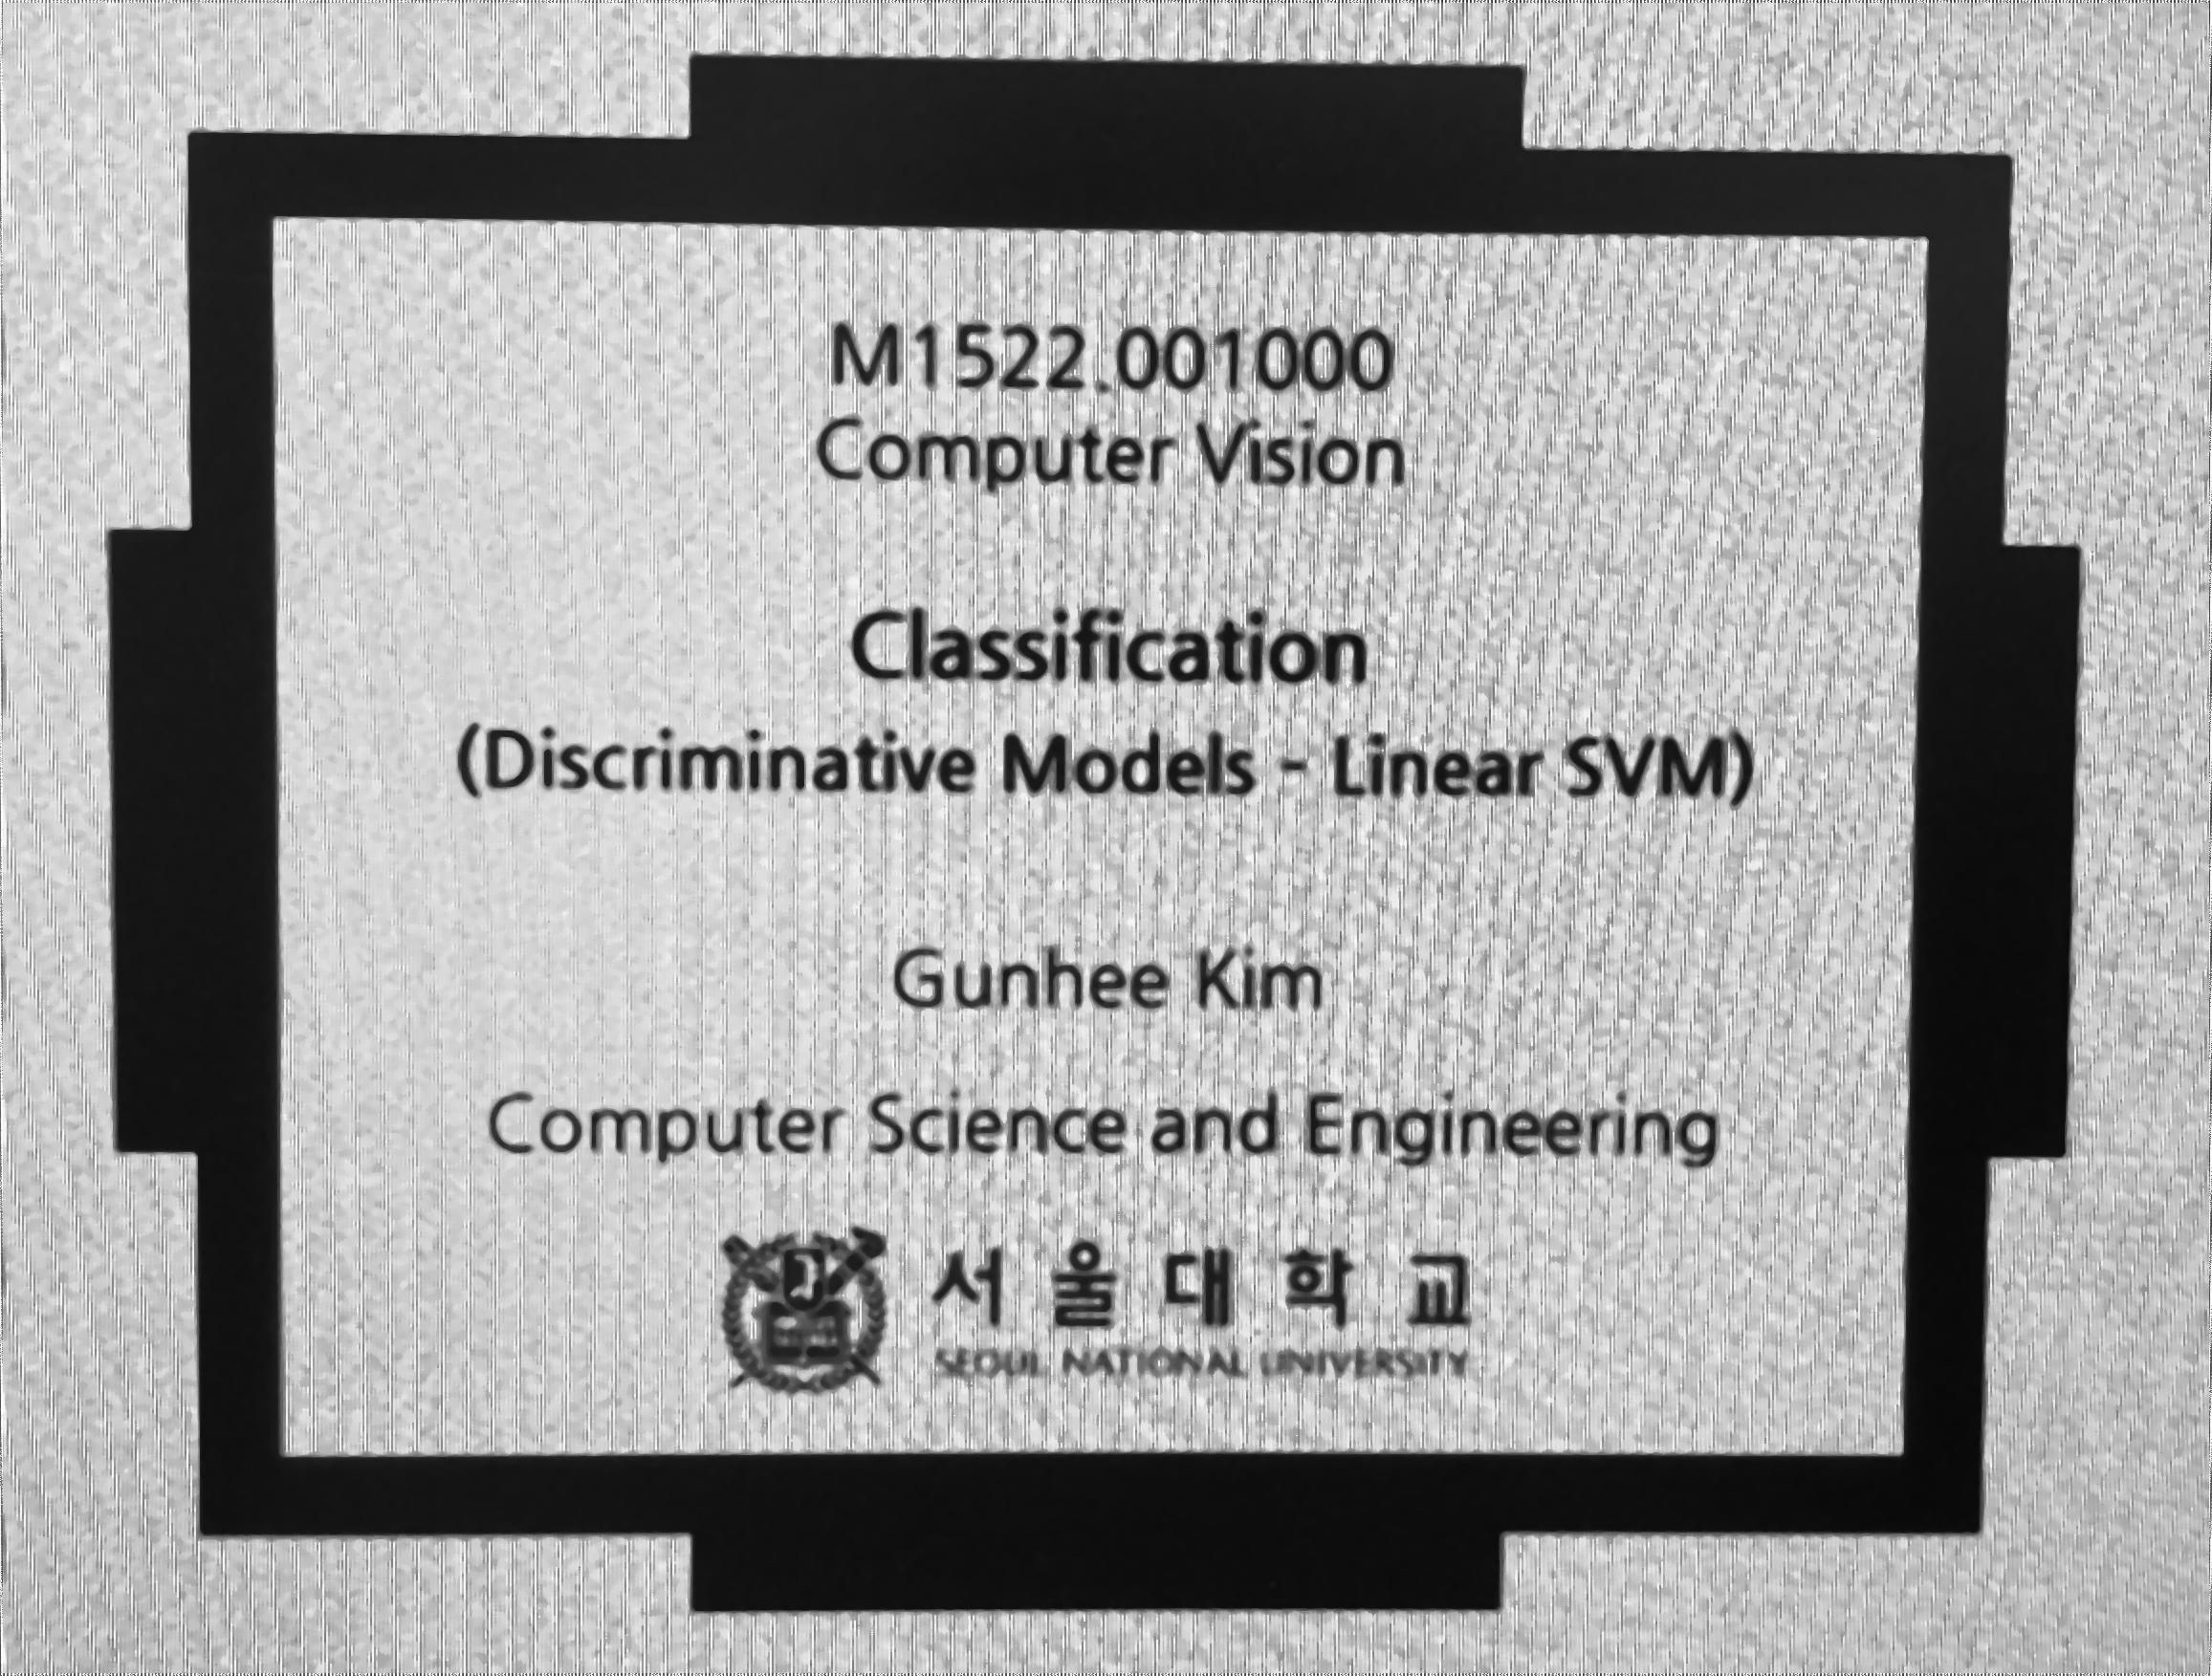 M1522.001000
Computer Vision
Classification
(Discriminative Models - Linear SVM)
Gunhee Kim
Computer Science and Engineering
서울대학교
SEOUL NATIONAL UNIVERSITY